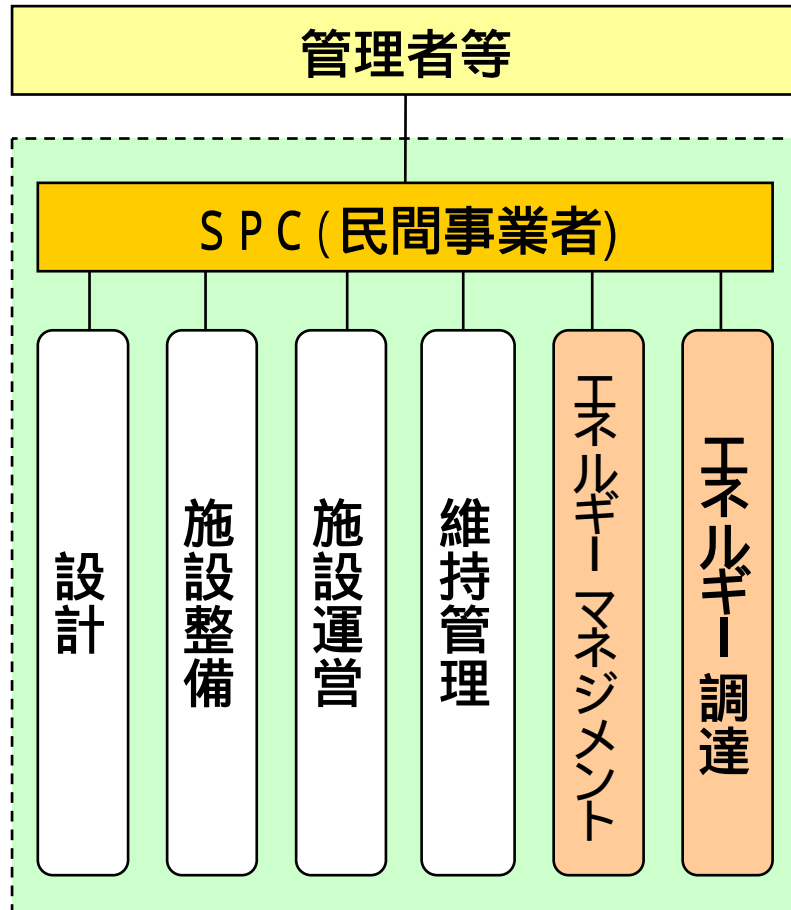 管理者等
SPC(民間事業者)
設計
施設整備
施設運営
維持管理
エネルギーマネジメント
エネルギー調達